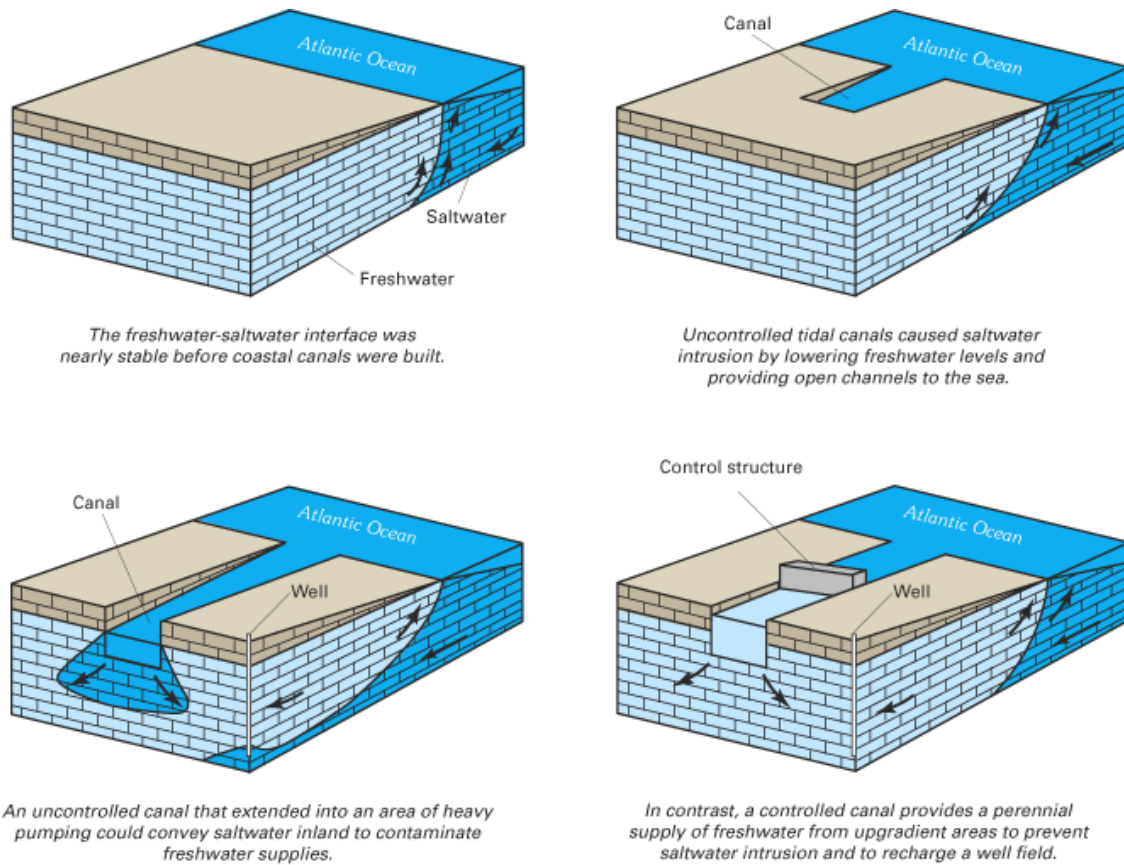 Atlantic Ocean
Saltwater
Freshwater
The freshwater-saltwater interface was
nearly stable before coastal canals were built.
Canal
Atlantic Ocean
Uncontrolled tidal canals caused saltwater
intrusion by lowering freshwater levels and
providing open channels to the sea.
Canal
Atlantic Ocean
Well
An uncontrolled canal that extended into an area of heavy
pumping could convey saltwater inland to contaminate
freshwater supplies.
Control structure
Atlantic Ocean
Well
In contrast, a controlled canal provides a perennial
supply of freshwater from upgradient areas to prevent
saltwater intrusion and to recharge a well field.